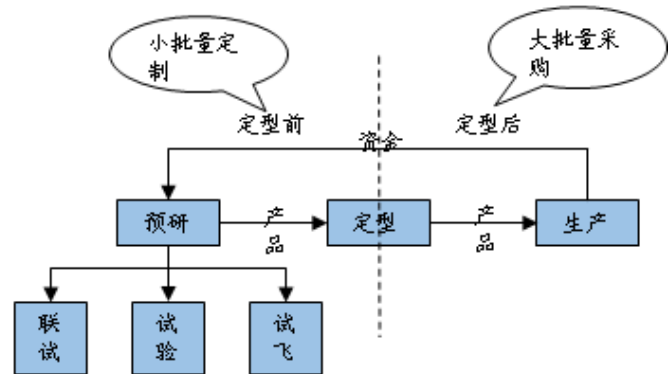 小批量定
制
大批量采
购
定型前
定型后
资金
预研
产
品
定型
产
品
生产
联
试
试
验
试
飞